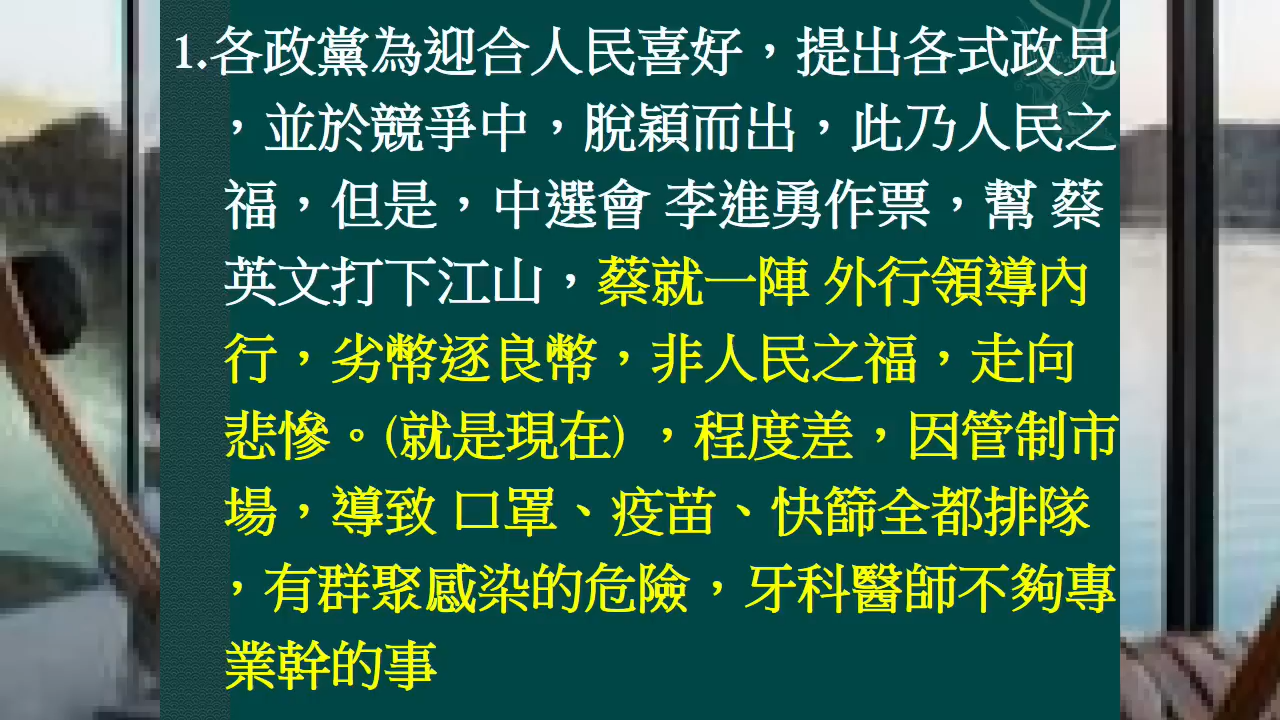 1.各政黨為迎合人民喜好，提出各式政見
，並於競爭中，脫穎而出，此乃人民之
福，但是，中選會 李進勇作票，幫 蔡
英文打下江山，蔡就一陣 外行領導內
行，劣幣逐良幣，非人民之福，走向
悲慘。(就是現在) ，程度差，因管制市
場，導致 口罩、疫苗、快篩全都排隊
，有群聚感染的危險，牙科醫師不夠專
業幹的事